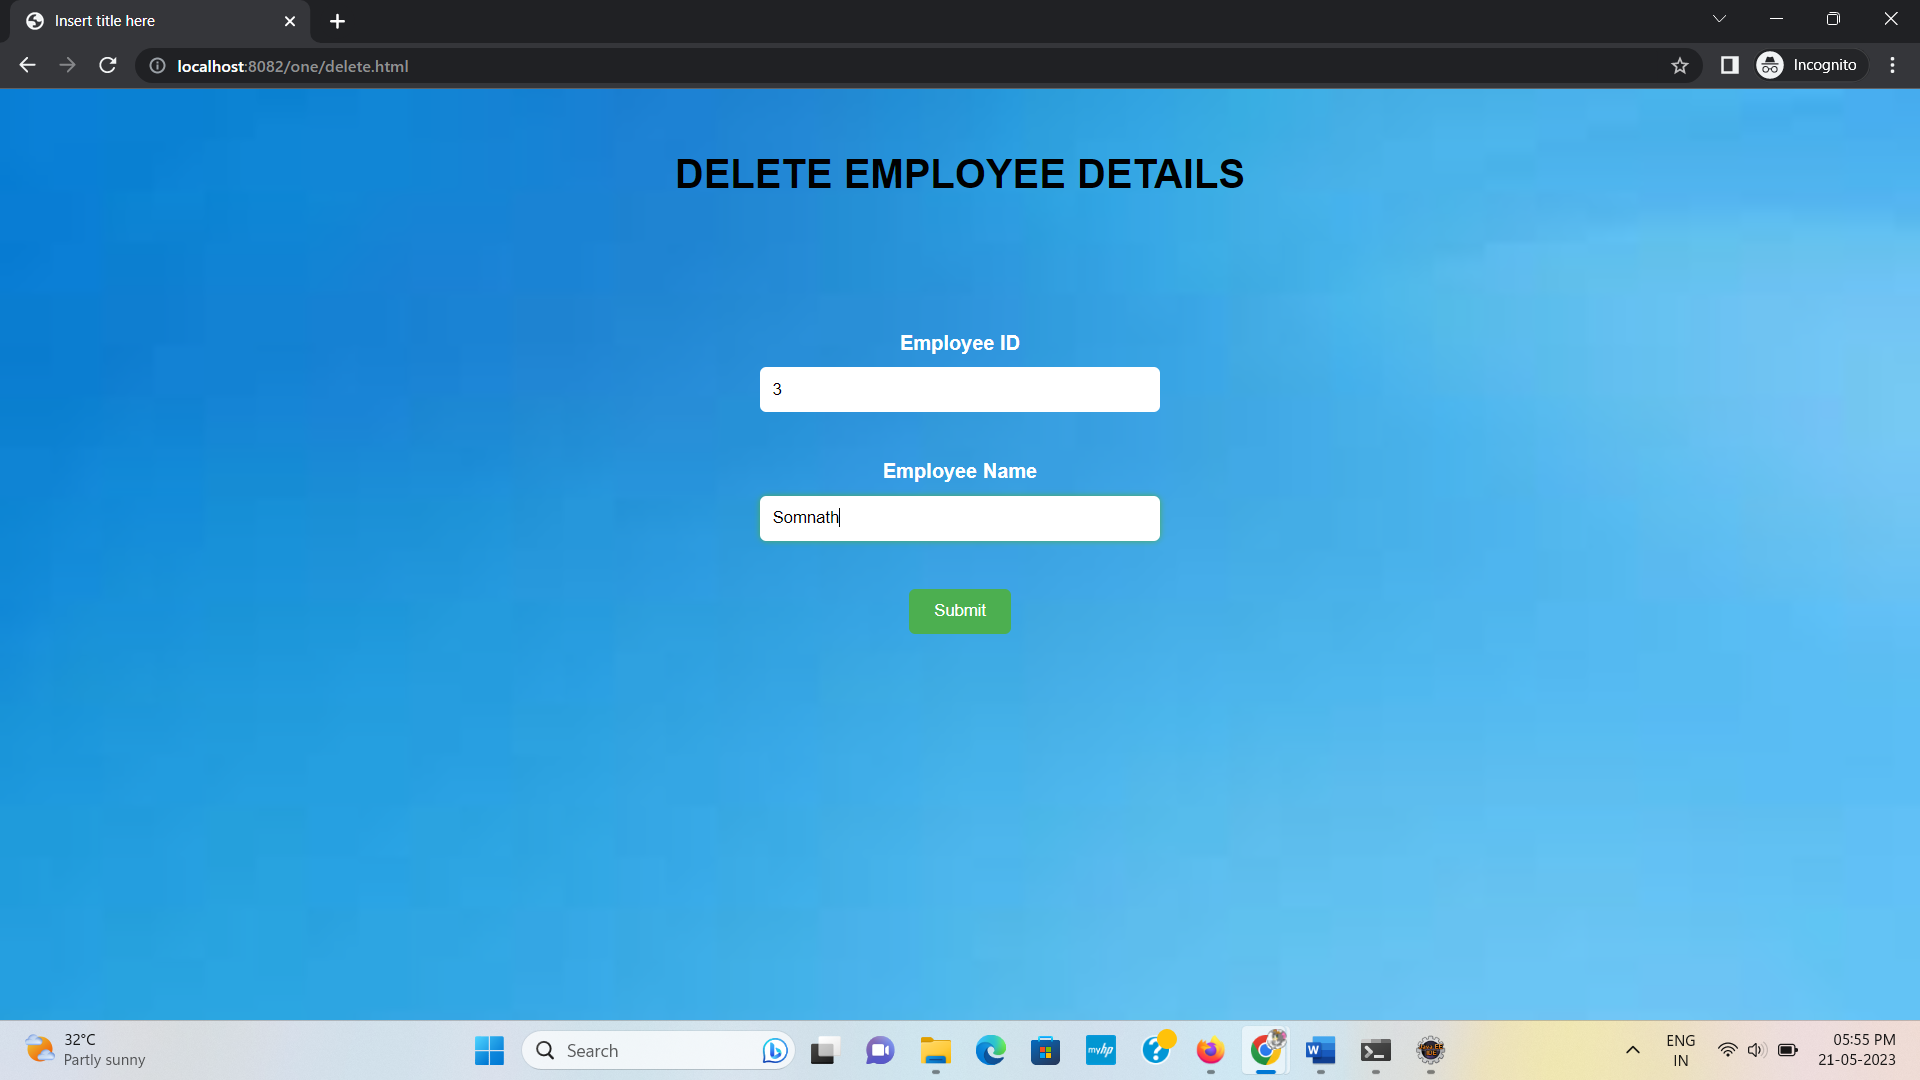 Insert title here
localhost:8082/one/delete.html
Incognito
DELETE EMPLOYEE DETAILS
Employee ID
3
Employee Name
Somnath
Submit
32°C
Partly sunny
Search
myhp
W
ENG
IN
05:55 PM
21-05-2023